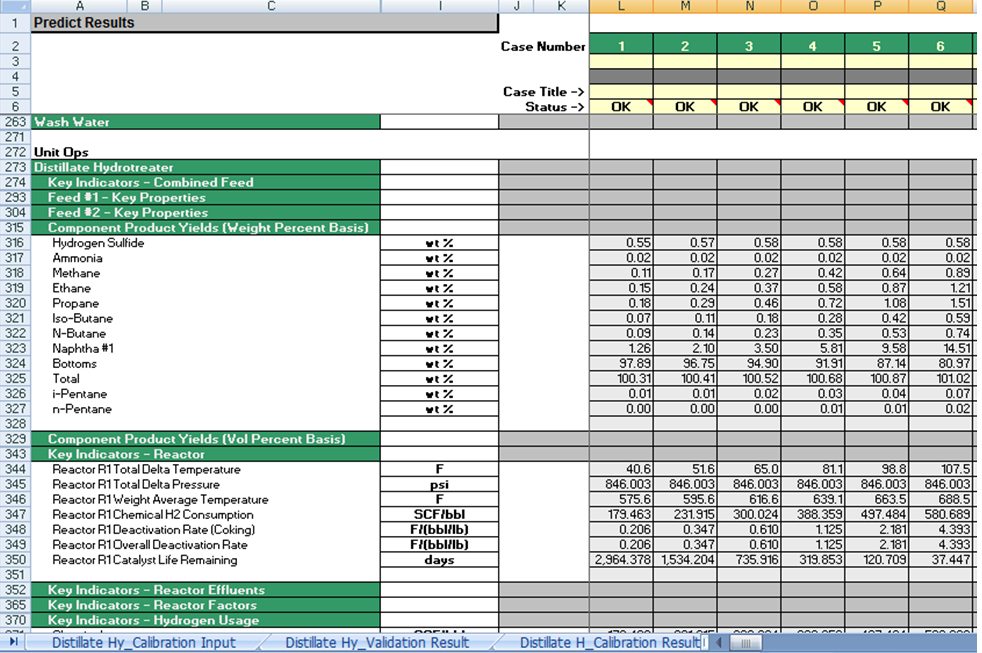 A B C I J K L M N O P Q
1 Predict Results
2 Case Number 1 2 3 4 5 6
3
4
5 Case Title ->
6 Status -> OK OK OK OK OK OK
263 Wash Water
271
272 Unit Ops
273 Distillate Hydrotreater
274 Key Indicators - Combined Feed
293 Feed #1 - Key Properties
304 Feed #2 - Key Properties
315 Component Product Yields (Weight Percent Basis)
316 Hydrogen Sulfide wt % 0.55 0.57 0.58 0.58 0.58 0.58
317 Ammonia wt % 0.02 0.02 0.02 0.02 0.02 0.02
318 Methane wt % 0.11 0.17 0.27 0.42 0.64 0.89
319 Ethane wt % 0.15 0.24 0.37 0.58 0.87 1.21
320 Propane wt % 0.18 0.29 0.46 0.72 1.08 1.51
321 Iso-Butane wt % 0.07 0.11 0.18 0.28 0.42 0.59
322 N-Butane wt % 0.09 0.14 0.23 0.35 0.53 0.74
323 Naphtha #1 wt % 1.26 2.10 3.50 5.81 9.58 14.51
324 Bottoms wt % 97.89 96.75 94.90 91.91 87.14 80.97
325 Total wt % 100.31 100.41 100.52 100.68 100.87 101.02
326 i-Pentane wt % 0.01 0.01 0.02 0.03 0.04 0.07
327 n-Pentane wt % 0.00 0.00 0.00 0.01 0.01 0.02
328
329 Component Product Yields (Vol Percent Basis)
343 Key Indicators - Reactor
344 Reactor R1 Total Delta Temperature F 40.6 51.6 65.0 81.1 98.8 107.5
345 Reactor R1 Total Delta Pressure psi 846.003 846.003 846.003 846.003 846.003 846.003
346 Reactor R1 Weight Average Temperature F 575.6 595.6 616.6 639.1 663.5 688.5
347 Reactor R1 Chemical H2 Consumption SCF/bbl 179.463 231.915 300.024 388.359 497.484 580.689
348 Reactor R1 Deactivation Rate (Coking) F/(bbl/lb) 0.206 0.347 0.610 1.125 2.181 4.393
349 Reactor R1 Overall Deactivation Rate F/(bbl/lb) 0.206 0.347 0.610 1.125 2.181 4.393
350 Reactor R1 Catalyst Life Remaining days 2,964.378 1,534.204 735.916 319.853 120.709 37.447
351
352 Key Indicators - Reactor Effluents
365 Key Indicators - Reactor Factors
370 Key Indicators - Hydrogen Usage
Distillate Hy_Calibration Input Distillate Hy_Validation Result Distillate H_Calibration Result